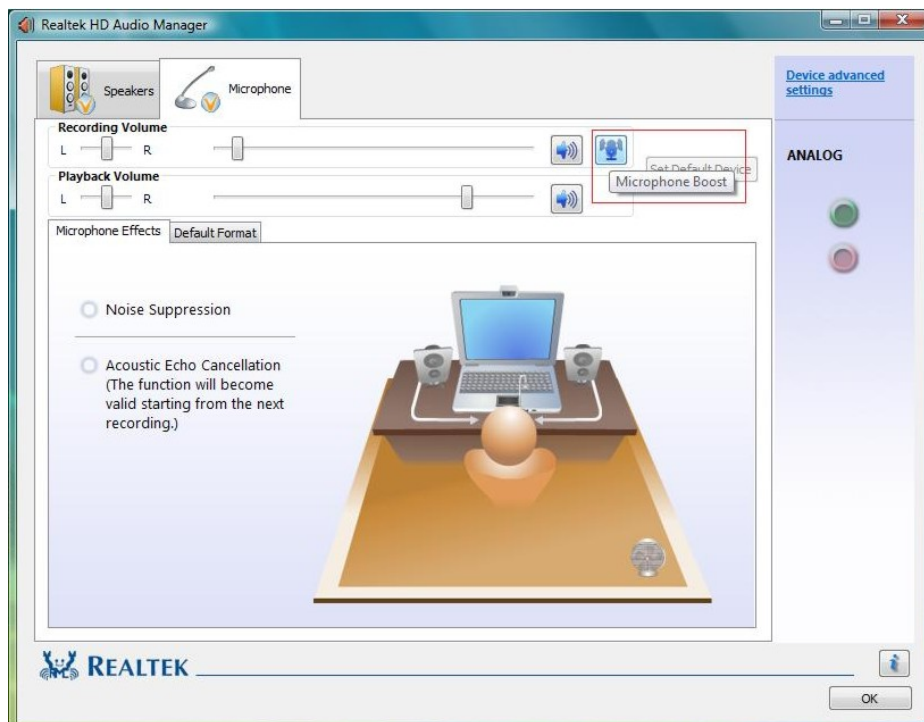 Realtek HD Audio Manager
Speakers
Microphone
Device advanced
settings
Recording Volume
L R
Set Default Device
Microphone Boost
ANALOG
Playback Volume
L R
Microphone Effects
Default Format
Noise Suppression
Acoustic Echo Cancellation
(The function will become
valid starting from the next
recording.)
REALTEK
i
OK